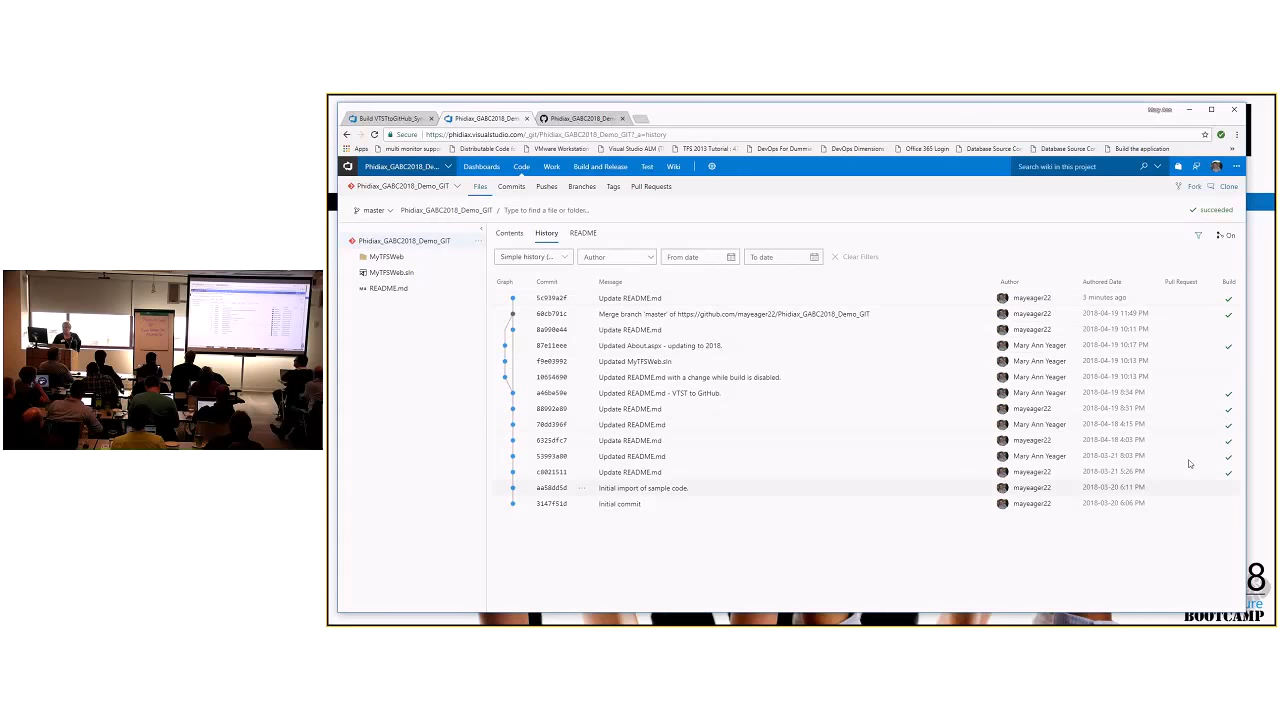 Mary Ann
Build VTSTtoGitHub_Syn
Phidiax_GABC2018_Dem
Phidiax_GABC2018_Dem
Secure
https://phidiax.visualstudio.com/_git/Phidiax_GABC2018_Demo_GIT?_a=history
Apps
multi monitor suppo
Distributable Code (
VMware Workstation
Visual Studio ALM (T
TFS 2013 Tutorial : 4
DevOps For Dummie
DevOps Dimensions
Office 365 Login
Database Source Co
Database Source Co
Build the application
Phidiax_GABC2018_De...
Dashboards
Code
Work
Build and Release
Test
Wiki
Search wiki in this project
Phidiax_GABC2018_Demo_GIT
Files
Commits
Pushes
Branches
Tags
Pull Requests
Fork
Clone
master
Phidiax_GABC2018_Demo_GIT / Type to find a file or folder...
succeeded
Phidiax_GABC2018_Demo_GIT
MyTFSWeb
MyTFSWeb.sln
README.md
Contents
History
README
On
Simple history (...
Author
From date
To date
Clear Filters
Graph Commit Message Author Authored Date Pull Request Build
5c939a2f Update README.md mayeager22 3 minutes ago
60cb791c Merge branch 'master' of https://github.com/mayeager22/Phidiax_GABC2018_Demo_GIT mayeager22 2018-04-19 11:49 PM
8a990e44 Update README.md mayeager22 2018-04-19 10:11 PM
87e11eee Updated About.aspx - updating to 2018. Mary Ann Yeager 2018-04-19 10:17 PM
f9e03992 Updated MyTFSWeb.sln Mary Ann Yeager 2018-04-19 10:13 PM
10654690 Updated README.md with a change while build is disabled. Mary Ann Yeager 2018-04-19 10:13 PM
a46be59e Updated README.md - VTST to GitHub. Mary Ann Yeager 2018-04-19 8:34 PM
88992e89 Update README.md mayeager22 2018-04-19 8:31 PM
70dd396f Updated README.md Mary Ann Yeager 2018-04-18 4:15 PM
6325dfc7 Update README.md mayeager22 2018-04-18 4:03 PM
53993a80 Updated README.md Mary Ann Yeager 2018-03-21 8:03 PM
c8021511 Update README.md mayeager22 2018-03-21 5:26 PM
aa58dd5d ... Initial import of sample code. mayeager22 2018-03-20 6:11 PM
3147f51d Initial commit mayeager22 2018-03-20 6:06 PM
8
ure
BOOTCAMP